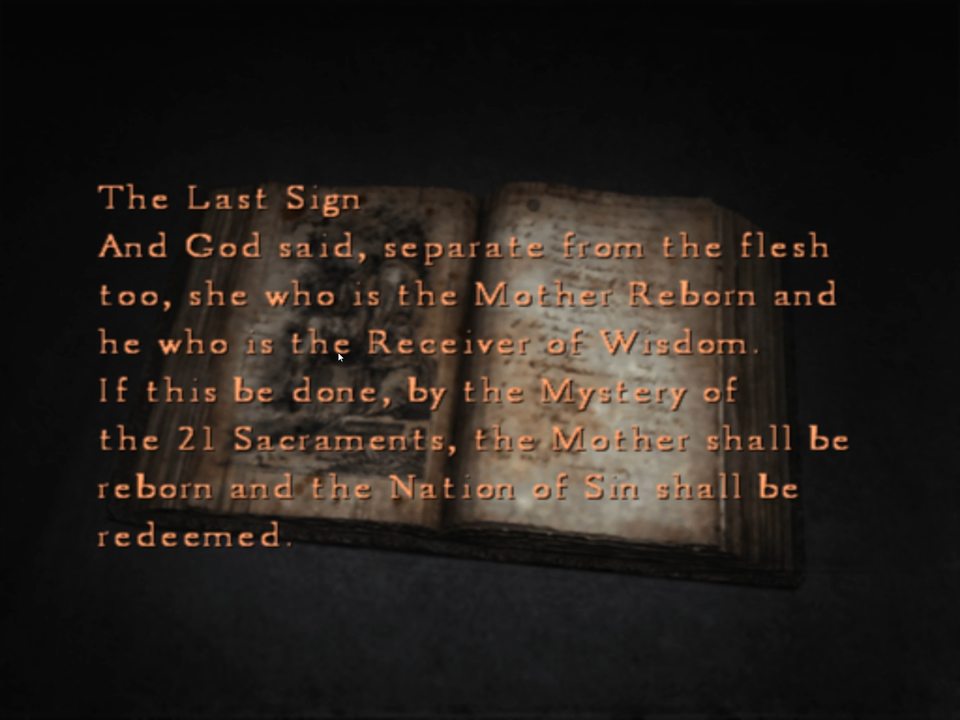 The Last Sign
And God said, separate from the flesh
too, she who is the Mother Reborn and
he who is the Receiver of Wisdom.
If this be done, by the Mystery of
the 21 Sacraments, the Mother shall be
reborn and the Nation of Sin shall be
redeemed.